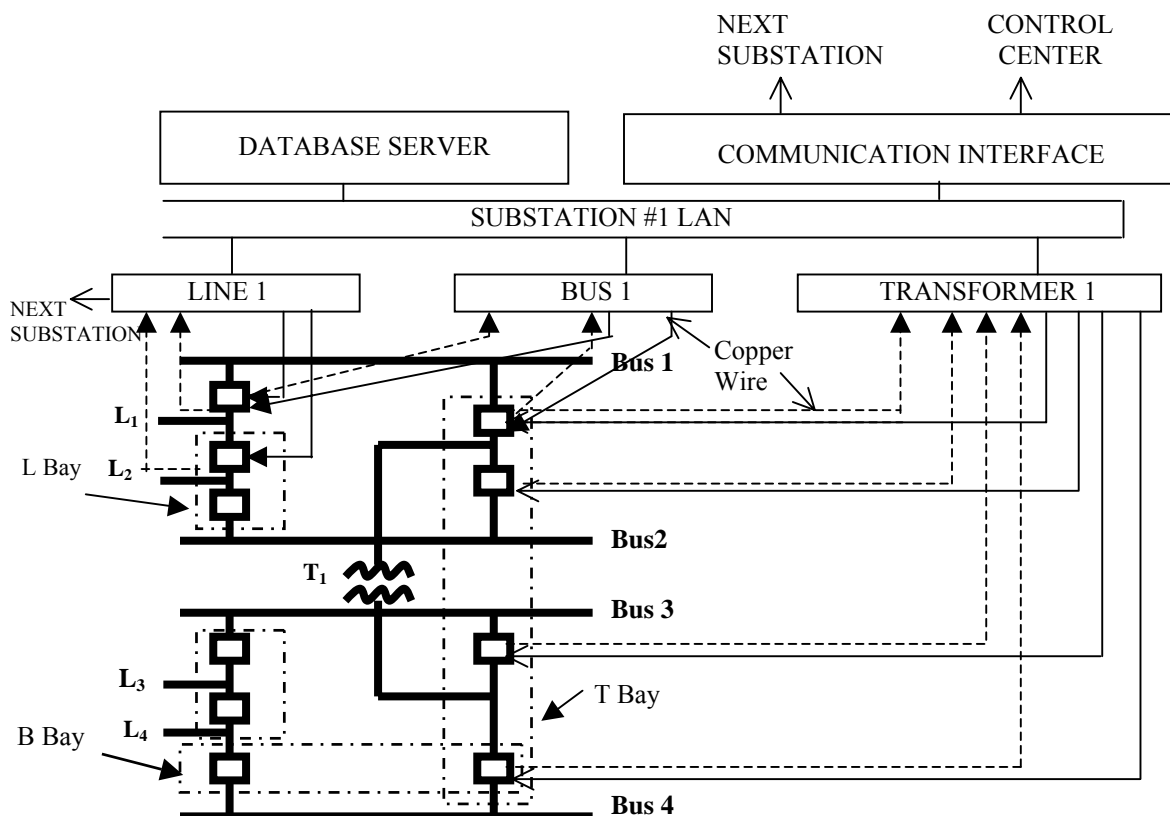 NEXT
SUBSTATION
CONTROL
CENTER
DATABASE SERVER
COMMUNICATION INTERFACE
SUBSTATION #1 LAN
LINE 1
BUS 1
TRANSFORMER 1
NEXT
SUBSTATION
Bus 1
Copper
Wire
L1
L2
L Bay
Bus2
T1
Bus 3
L3
T Bay
L4
B Bay
Bus 4